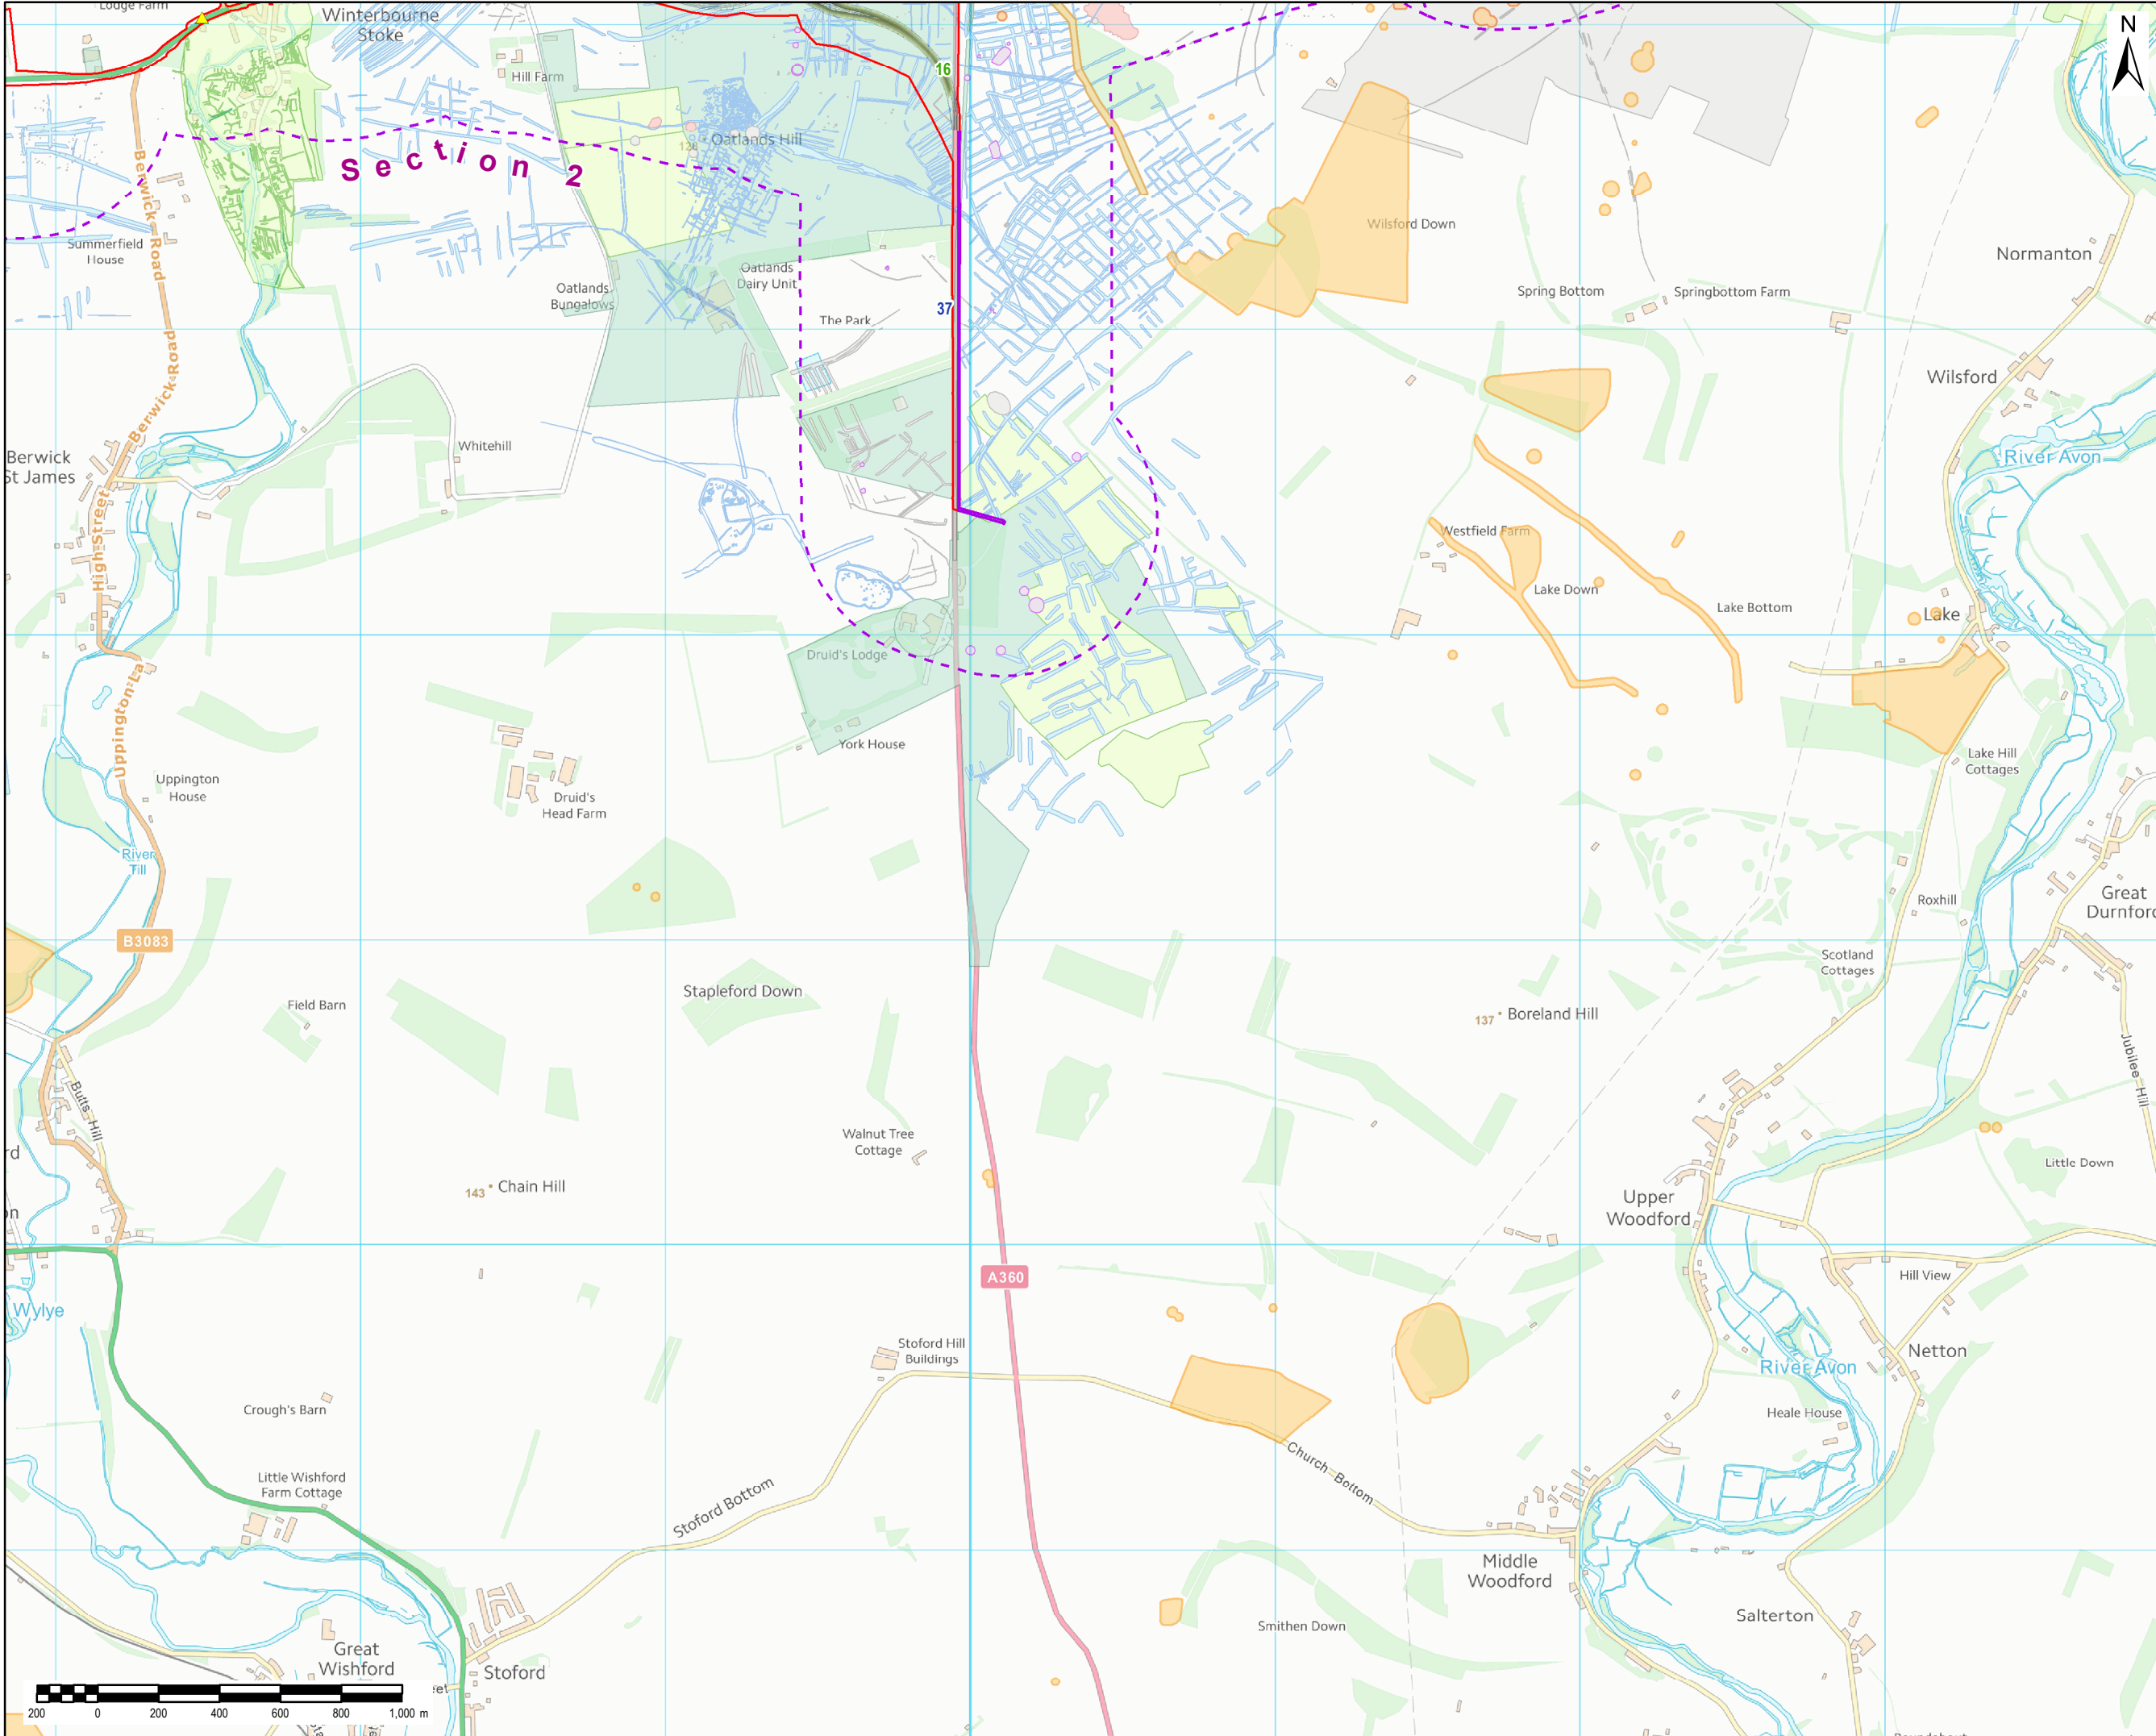 Lodge Farm
Winterbourne
Stoke
N
Hill Farm
16
128
Oatlands Hill
Section 2
Berwick Road
Wilsford Down
Summerfield
House
Normanton
Oatlands
Dairy Unit
Oatlands
Bungalows
Spring Bottom
Springbottom Farm
37
The Park
Berwick Road
Wilsford
Whitehill
Berwick
St James
River Avon
High Street
Westfield Farm
Lake Down
Lake Bottom
Lake
Druid's Lodge
Uppington La
York House
Lake Hill
Cottages
Uppington
House
Druid's
Head Farm
River
Till
Great
Durnford
Roxhill
B3083
Scotland
Cottages
Stapleford Down
Field Barn
137
Boreland Hill
Jubilee Hill
Butts Hill
Walnut Tree
Cottage
rd
Little Down
143
Chain Hill
Upper
Woodford
on
A360
Hill View
Wylye
Stoford Hill
Buildings
Netton
River Avon
Crough's Barn
Heale House
Church Bottom
Little Wishford
Farm Cottage
Stoford Bottom
Middle
Woodford
Salterton
Smithen Down
Great
Wishford
Stoford
eet
200 0 200 400 600 800 1,000 m